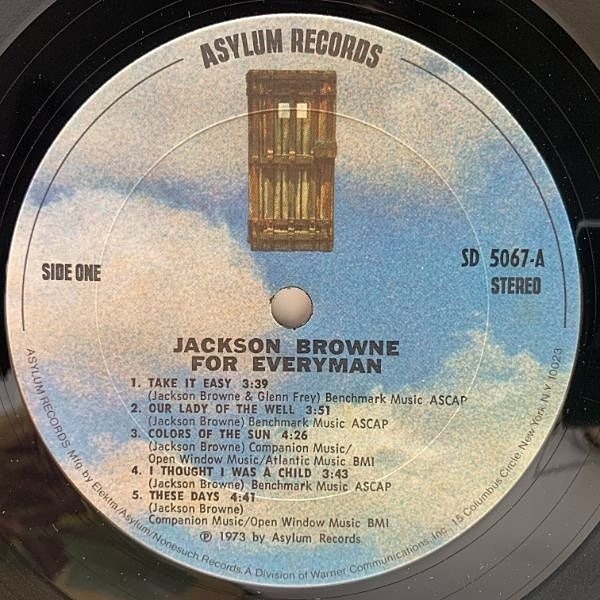 ASYLUM RECORDS
SIDE ONE
SD 5067-A
STEREO
JACKSON BROWNE
FOR EVERYMAN
1. TAKE IT EASY 3:39
(Jackson Browne & Glenn Frey) Benchmark Music ASCAP
2. OUR LADY OF THE WELL 3:51
(Jackson Browne) Benchmark Music ASCAP
3. COLORS OF THE SUN 4:26
(Jackson Browne) Companion Music/
Open Window Music/Atlantic Music BMI
4. I THOUGHT I WAS A CHILD 3:43
(Jackson Browne) Benchmark Music ASCAP
5. THESE DAYS 4:41
(Jackson Browne)
Companion Music/Open Window Music BMI
℗ 1973 by Asylum Records
ASYLUM RECORDS Mfg. by Elektra/Asylum/Nonesuch Records, A Division of Warner Communications, Inc. 15 Columbus Circle, New York, N.Y. 10023